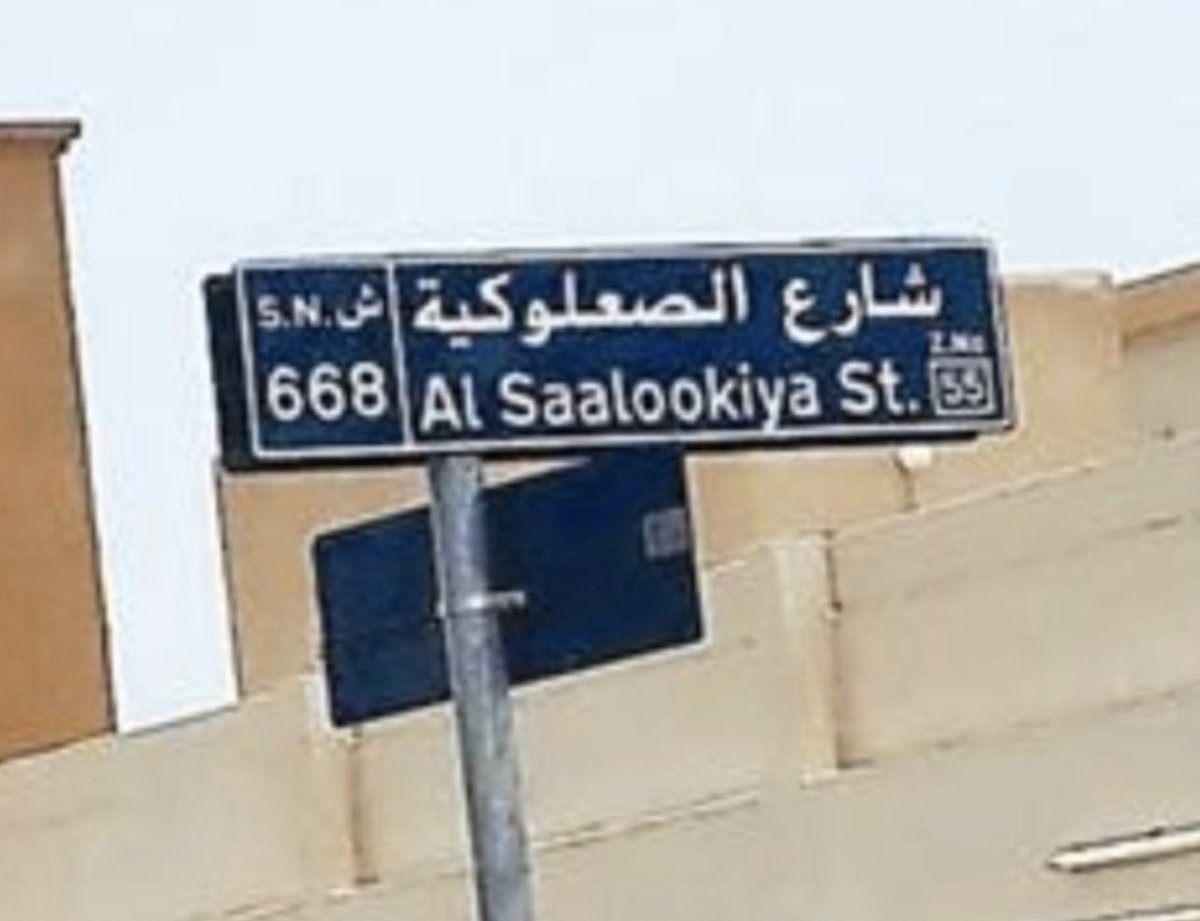 S.N. ش
668
شارع الصعلوكية
Al Saalookiya St.
Z.No
55